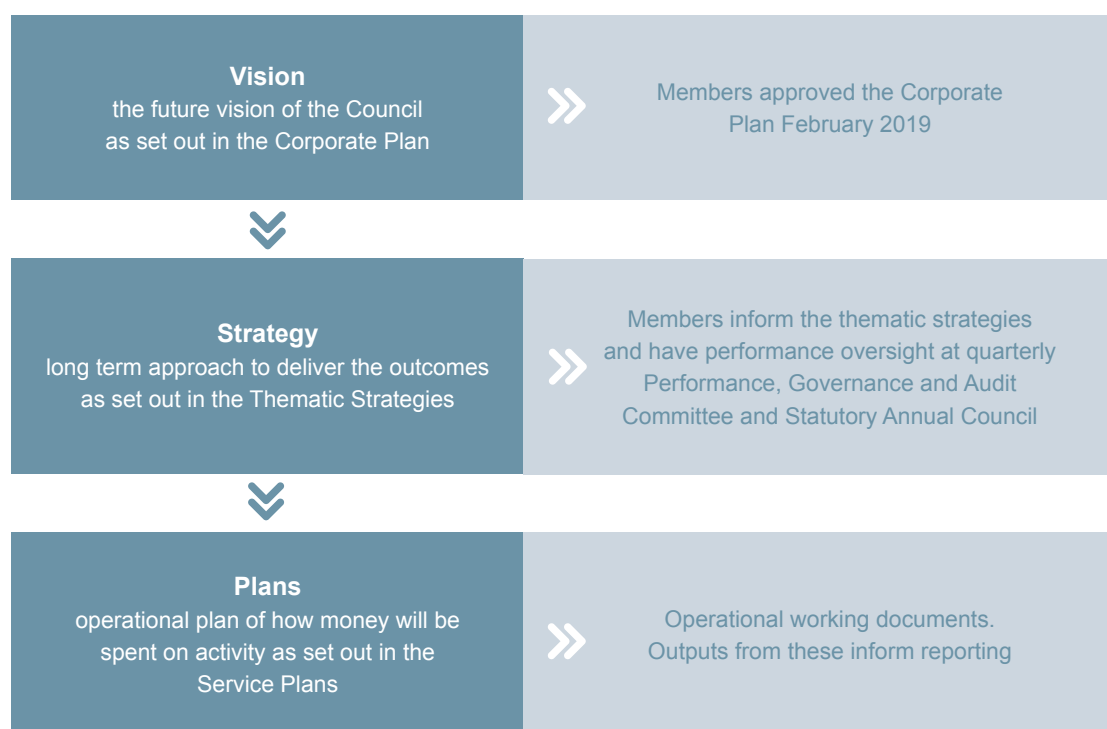 Vision
the future vision of the Council
as set out in the Corporate Plan
Members approved the Corporate
Plan February 2019
Strategy
long term approach to deliver the outcomes
as set out in the Thematic Strategies
Members inform the thematic strategies
and have performance oversight at quarterly
Performance, Governance and Audit
Committee and Statutory Annual Council
Plans
operational plan of how money will be
spent on activity as set out in the
Service Plans
Operational working documents.
Outputs from these inform reporting